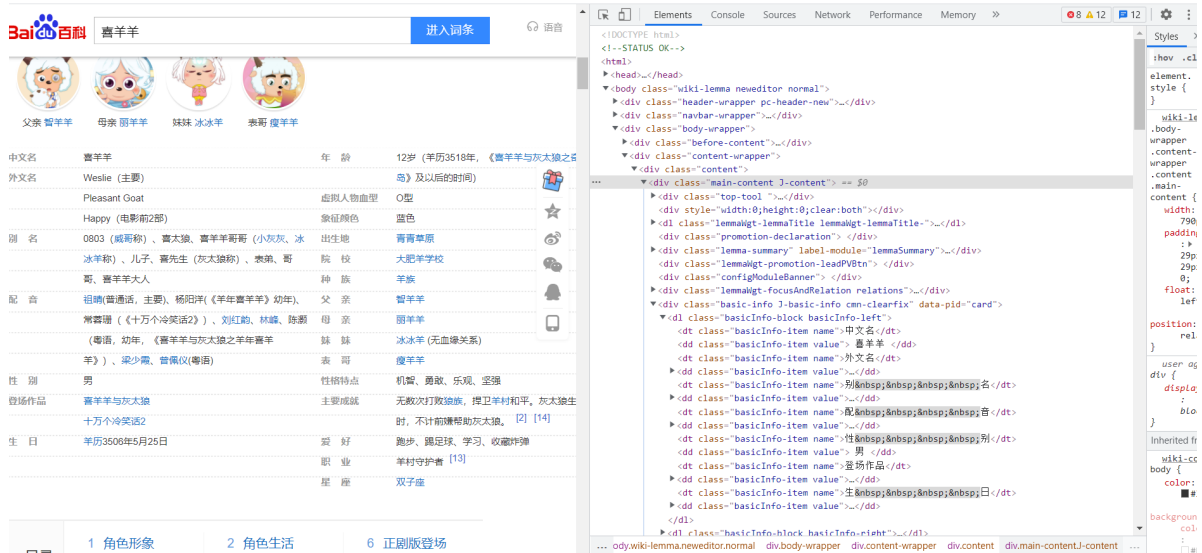 Bai du 百科
喜羊羊
进入词条
语音
父亲 智羊羊
母亲 丽羊羊
妹妹 冰冰羊
表哥 瘦羊羊
中文名 喜羊羊
外文名 Weslie（主要）
Pleasant Goat
Happy（电影前2部）
别 名 0803（威哥称）、喜太狼、喜羊羊哥哥（小灰灰、冰
冰羊称）、儿子、喜先生（灰太狼称）、表弟、哥
哥、喜羊羊大人
配 音 祖晴(普通话，主要)、杨阳洋(《羊年喜羊羊》幼年)、
常蓉珊（《十万个冷笑话2》）、刘红韵、林峰、陈灏
（粤语，幼年，《喜羊羊与灰太狼之羊年喜羊
羊》）、梁少霞、曾佩仪(粤语)
性 别 男
登场作品 喜羊羊与灰太狼
十万个冷笑话2
生 日 羊历3506年5月25日
年 龄 12岁（羊历3518年，《喜羊羊与灰太狼之奇
岛》及以后的时间）
虚拟人物血型 O型
象征颜色 蓝色
出生地 青青草原
院 校 大肥羊学校
种 族 羊族
父 亲 智羊羊
母 亲 丽羊羊
妹 妹 冰冰羊 (无血缘关系)
表 哥 瘦羊羊
性格特点 机智、勇敢、乐观、坚强
主要成就 无数次打败狼族，捍卫羊村和平。灰太狼生
时，不计前嫌帮助灰太狼。 [2] [14]
爱 好 跑步、踢足球、学习、收藏炸弹
职 业 羊村守护者 [13]
星 座 双子座
1 角色形象
2 角色生活
6 正剧版登场
Elements Console Sources Network Performance Memory » 8 12 12
<!DOCTYPE html>
<!--STATUS OK-->
<html>
<head>…</head>
<body class="wiki-lemma neweditor normal">
<div class="header-wrapper pc-header-new">…</div>
<div class="navbar-wrapper">…</div>
<div class="body-wrapper">
<div class="before-content">…</div>
<div class="content-wrapper">
<div class="content">
<div class="main-content J-content"> == $0
<div class="top-tool ">…</div>
<div style="width:0;height:0;clear:both"></div>
<dl class="lemmaWgt-lemmaTitle lemmaWgt-lemmaTitle-">…</dl>
<div class="promotion-declaration"> </div>
<div class="lemma-summary" label-module="lemmaSummary">…</div>
<div class="lemmaWgt-promotion-leadPVBtn"> </div>
<div class="configModuleBanner"> </div>
<div class="lemmaWgt-focusAndRelation relations">…</div>
<div class="basic-info J-basic-info cmn-clearfix" data-pid="card">
<dl class="basicInfo-block basicInfo-left">
<dt class="basicInfo-item name">中文名</dt>
<dd class="basicInfo-item value"> 喜羊羊 </dd>
<dt class="basicInfo-item name">外文名</dt>
<dd class="basicInfo-item value">…</dd>
<dt class="basicInfo-item name">别&nbsp;&nbsp;&nbsp;&nbsp;名</dt>
<dd class="basicInfo-item value">…</dd>
<dt class="basicInfo-item name">配&nbsp;&nbsp;&nbsp;&nbsp;音</dt>
<dd class="basicInfo-item value">…</dd>
<dt class="basicInfo-item name">性&nbsp;&nbsp;&nbsp;&nbsp;别</dt>
<dd class="basicInfo-item value"> 男 </dd>
<dt class="basicInfo-item name">登场作品</dt>
<dd class="basicInfo-item value">…</dd>
<dt class="basicInfo-item name">生&nbsp;&nbsp;&nbsp;&nbsp;日</dt>
<dd class="basicInfo-item value">…</dd>
</dl>
<dl class="basicInfo-block basicInfo-right">…</dl>
… ody.wiki-lemma.neweditor.normal div.body-wrapper div.content-wrapper div.content div.main-content.J-content …
Styles
:hov .cl
element.
style {
}
wiki-le
.body-
wrapper
.content-
wrapper
.content
.main-
content {
width:
790p
padding
:
29px
29px
0;
float:
left
position:
rela
}
user ag
div {
display
:
blo
}
Inherited fr
wiki-co
body {
color:
#
background
colo
: